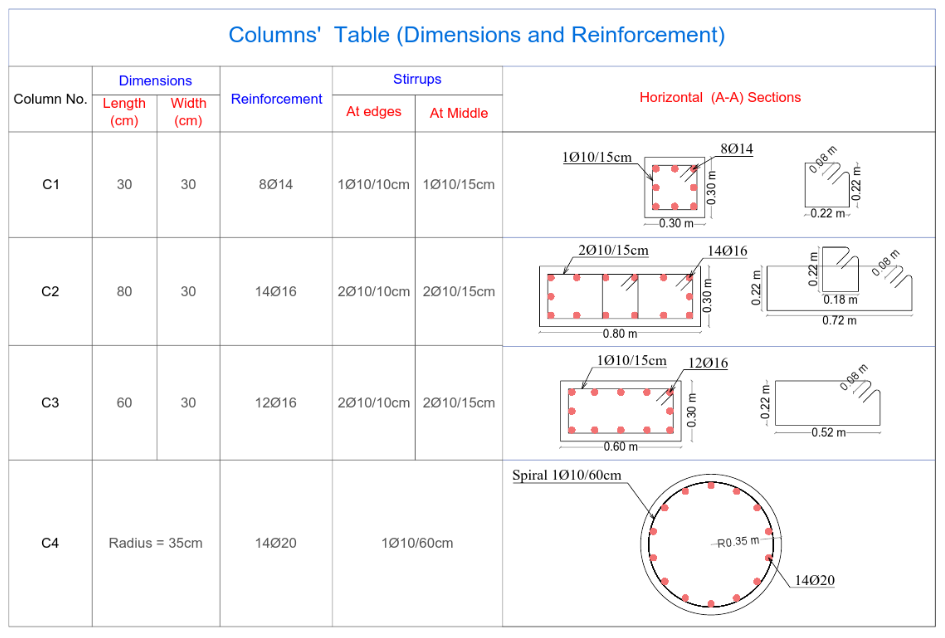 Columns'  Table (Dimensions and Reinforcement)
Column No.
Dimensions
Length
(cm)
Width
(cm)
Reinforcement
Stirrups
At edges
At Middle
Horizontal  (A-A) Sections
C1
30
30
8Ø14
1Ø10/10cm
1Ø10/15cm
1Ø10/15cm
8Ø14
0.30 m
0.30 m
0.08 m
0.22 m
0.22 m
C2
80
30
14Ø16
2Ø10/10cm
2Ø10/15cm
2Ø10/15cm
14Ø16
0.30 m
0.80 m
0.22 m
0.22 m
0.18 m
0.08 m
0.72 m
C3
60
30
12Ø16
2Ø10/10cm
2Ø10/15cm
1Ø10/15cm
12Ø16
0.30 m
0.60 m
0.22 m
0.08 m
0.52 m
C4
Radius = 35cm
14Ø20
1Ø10/60cm
Spiral 1Ø10/60cm
R0.35 m
14Ø20